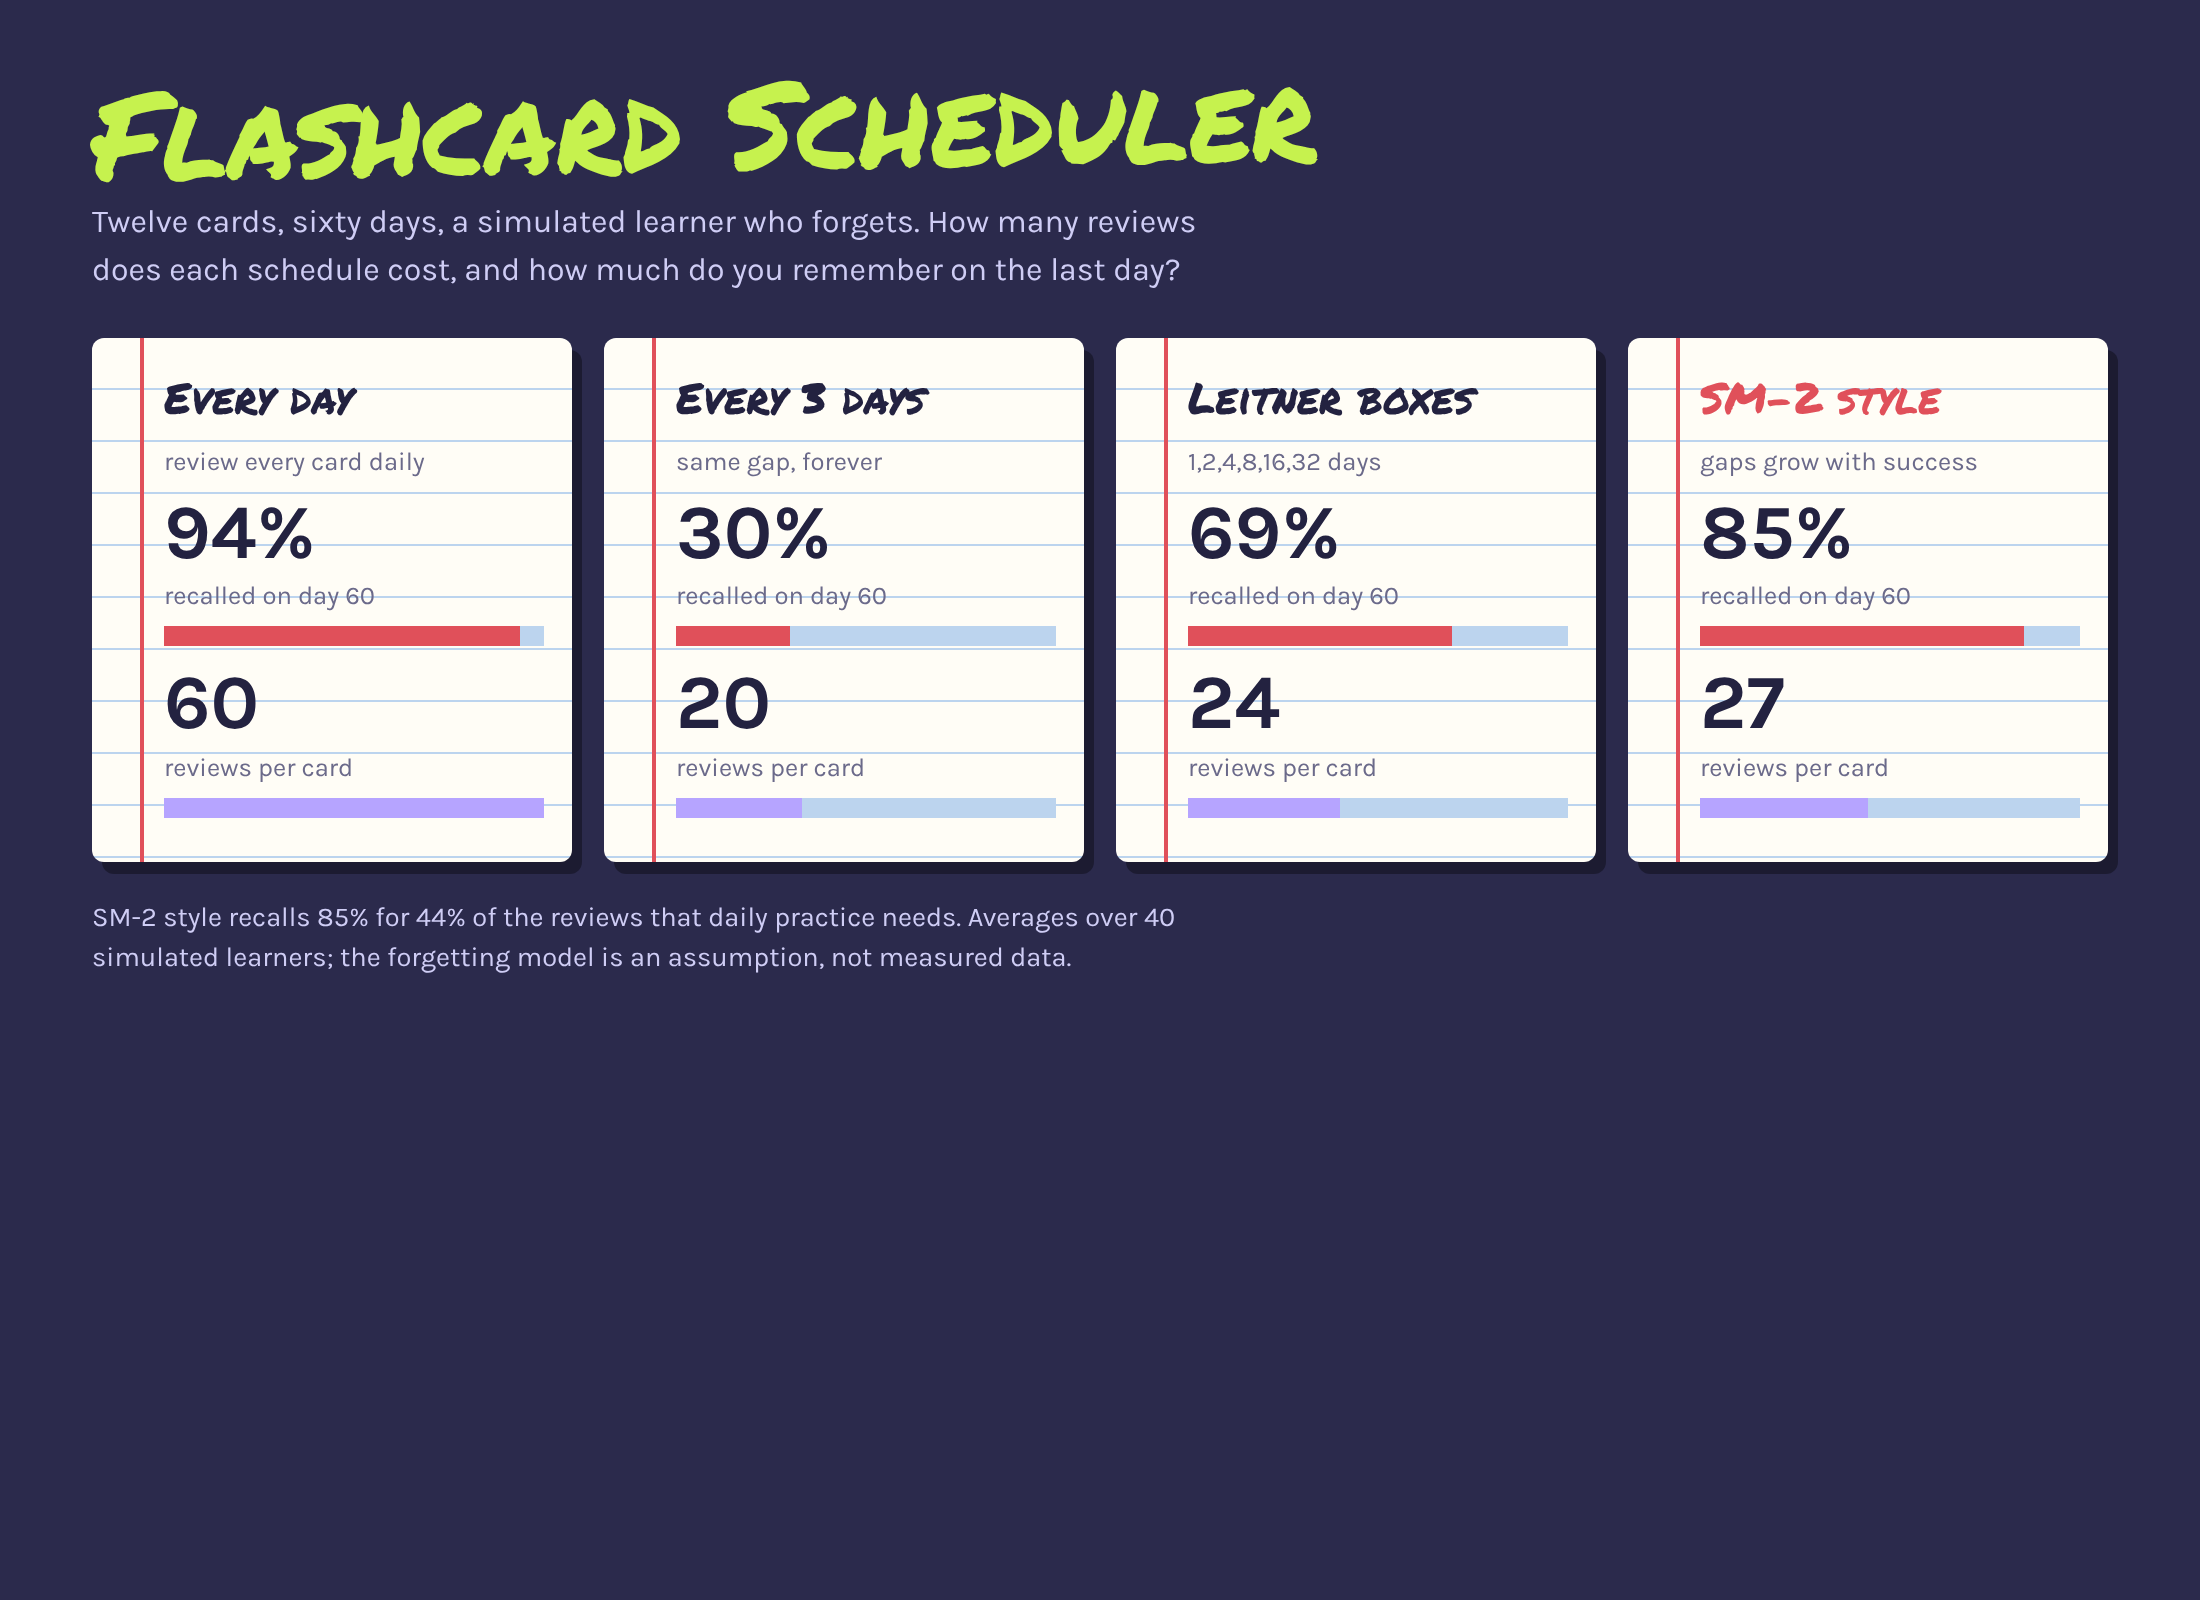 Flashcard Scheduler
Twelve cards, sixty days, a simulated learner who forgets. How many reviews
does each schedule cost, and how much do you remember on the last day?
Every day
review every card daily
94%
recalled on day 60
60
reviews per card
Every 3 days
same gap, forever
30%
recalled on day 60
20
reviews per card
Leitner boxes
1,2,4,8,16,32 days
69%
recalled on day 60
24
reviews per card
SM-2 style
gaps grow with success
85%
recalled on day 60
27
reviews per card
SM-2 style recalls 85% for 44% of the reviews that daily practice needs. Averages over 40
simulated learners; the forgetting model is an assumption, not measured data.